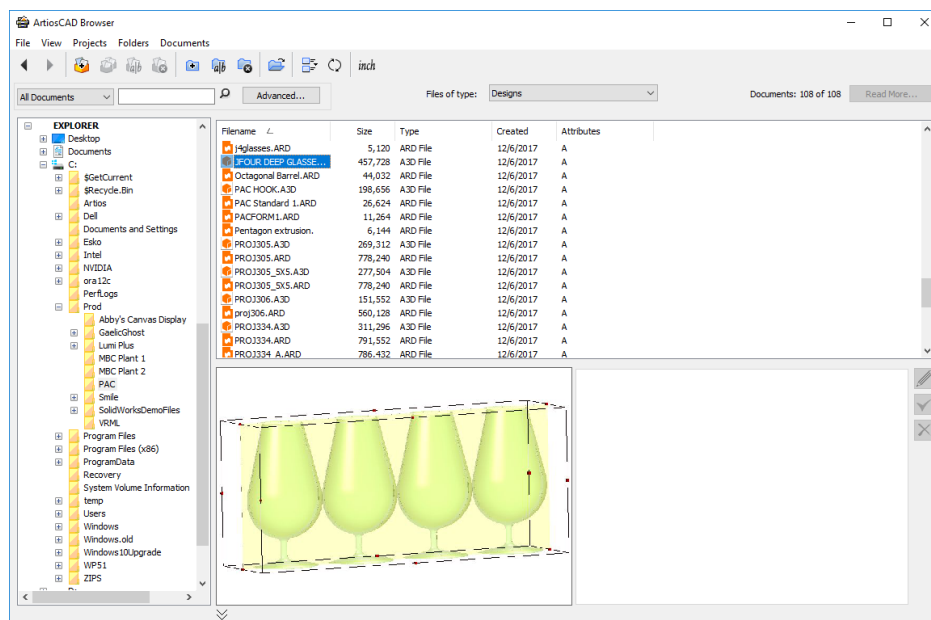 ArtiosCAD Browser
File View Projects Folders Documents
a|b a|b inch
All Documents Advanced... Files of type: Designs Documents: 108 of 108 Read More...
EXPLORER
Desktop
Documents
C:
$GetCurrent
$Recycle.Bin
Artios
Dell
Documents and Settings
Esko
Intel
NVIDIA
ora12c
PerfLogs
Prod
Abby's Canvas Display
GaelicGhost
Lumi Plus
MBC Plant 1
MBC Plant 2
PAC
Smile
SolidWorksDemoFiles
VRML
Program Files
Program Files (x86)
ProgramData
Recovery
System Volume Information
temp
Users
Windows
Windows.old
Windows10Upgrade
WP51
ZIPS
Filename Size Type Created Attributes
j4glasses.ARD 5,120 ARD File 12/6/2017 A
JFOUR DEEP GLASSE... 457,728 A3D File 12/6/2017 A
Octagonal Barrel.ARD 44,032 ARD File 12/6/2017 A
PAC HOOK.A3D 198,656 A3D File 12/6/2017 A
PAC Standard 1.ARD 26,624 ARD File 12/6/2017 A
PACFORM1.ARD 11,264 ARD File 12/6/2017 A
Pentagon extrusion. 6,144 ARD File 12/6/2017 A
PROJ305.A3D 269,312 A3D File 12/6/2017 A
PROJ305.ARD 778,240 ARD File 12/6/2017 A
PROJ305_5X5.A3D 277,504 A3D File 12/6/2017 A
PROJ305_5X5.ARD 778,240 ARD File 12/6/2017 A
PROJ306.A3D 151,552 A3D File 12/6/2017 A
proj306.ARD 560,128 ARD File 12/6/2017 A
PROJ334.A3D 311,296 A3D File 12/6/2017 A
PROJ334.ARD 791,552 ARD File 12/6/2017 A
PROJ334_A.ARD 786,432 ARD File 12/6/2017 A